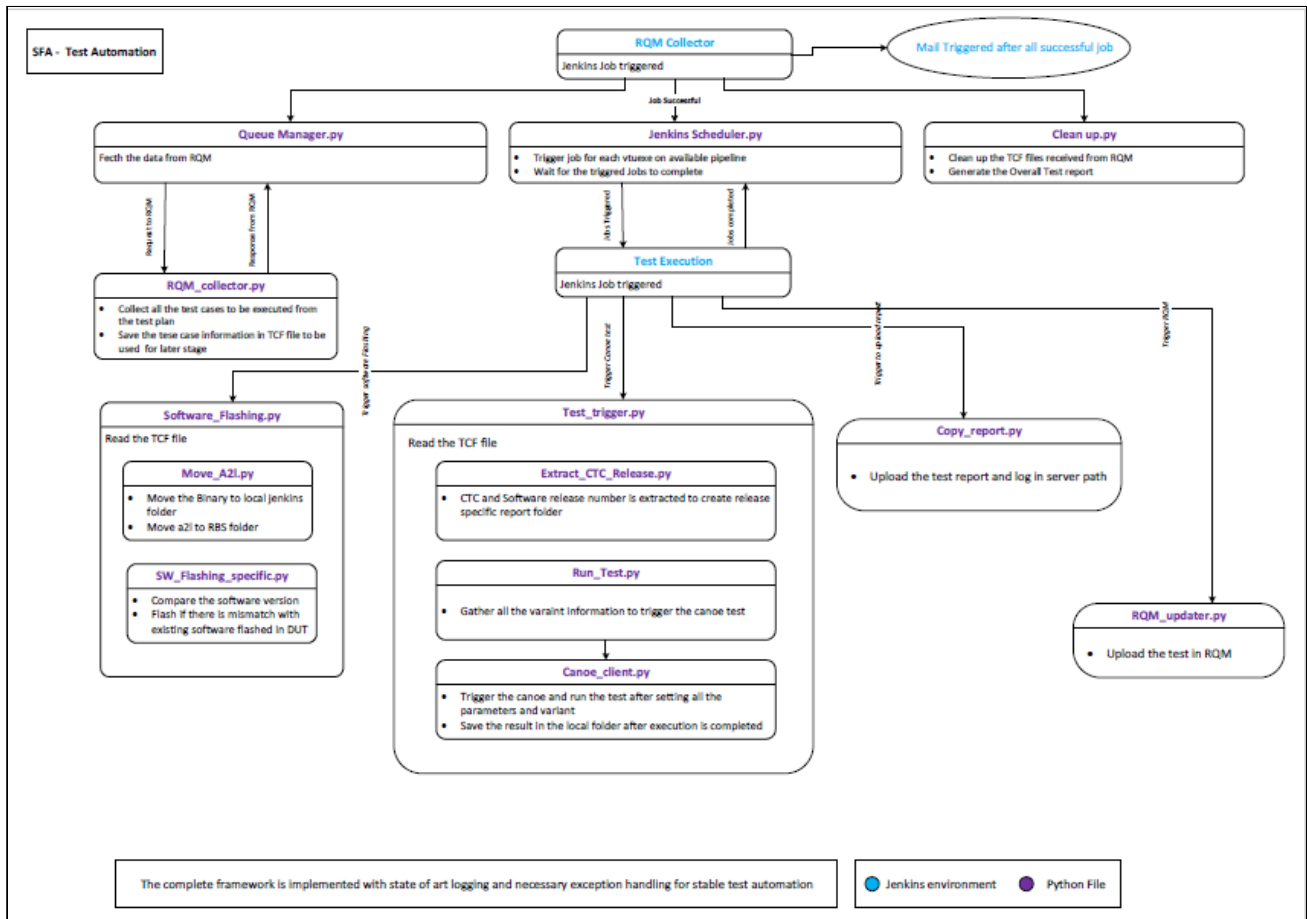 SFA - Test Automation
RQM Collector
Jenkins Job triggered
Mail Triggered after all successful job
Job Successful
Queue Manager.py
Fecth the data from RQM
Jenkins Scheduler.py
• Trigger job for each vtuexe on available pipeline
• Wait for the triggred Jobs to complete
Clean up.py
• Clean up the TCF files received from RQM
• Generate the Overall Test report
Request to RQM
Response from RQM
Jobs Triggered
Jobs completed
RQM_collector.py
• Collect all the test cases to be executed from
the test plan
• Save the tese case information in TCF file to be
used for later stage
Test Execution
Jenkins Job triggered
Trigger software Flashing
Trigger Canoe test
Trigger to upload report
Trigger RQM
Software_Flashing.py
Read the TCF file
Move_A2l.py
• Move the Binary to local jenkins
folder
• Move a2l to RBS folder
SW_Flashing_specific.py
• Compare the software version
• Flash if there is mismatch with
existing software flashed in DUT
Test_trigger.py
Read the TCF file
Extract_CTC_Release.py
• CTC and Software release number is extracted to create release
specific report folder
Run_Test.py
• Gather all the varaint information to trigger the canoe test
Canoe_client.py
• Trigger the canoe and run the test after setting all the
parameters and variant
• Save the result in the local folder after execution is completed
Copy_report.py
• Upload the test report and log in server path
RQM_updater.py
• Upload the test in RQM
The complete framework is implemented with state of art logging and necessary exception handling for stable test automation
Jenkins environment
Python File